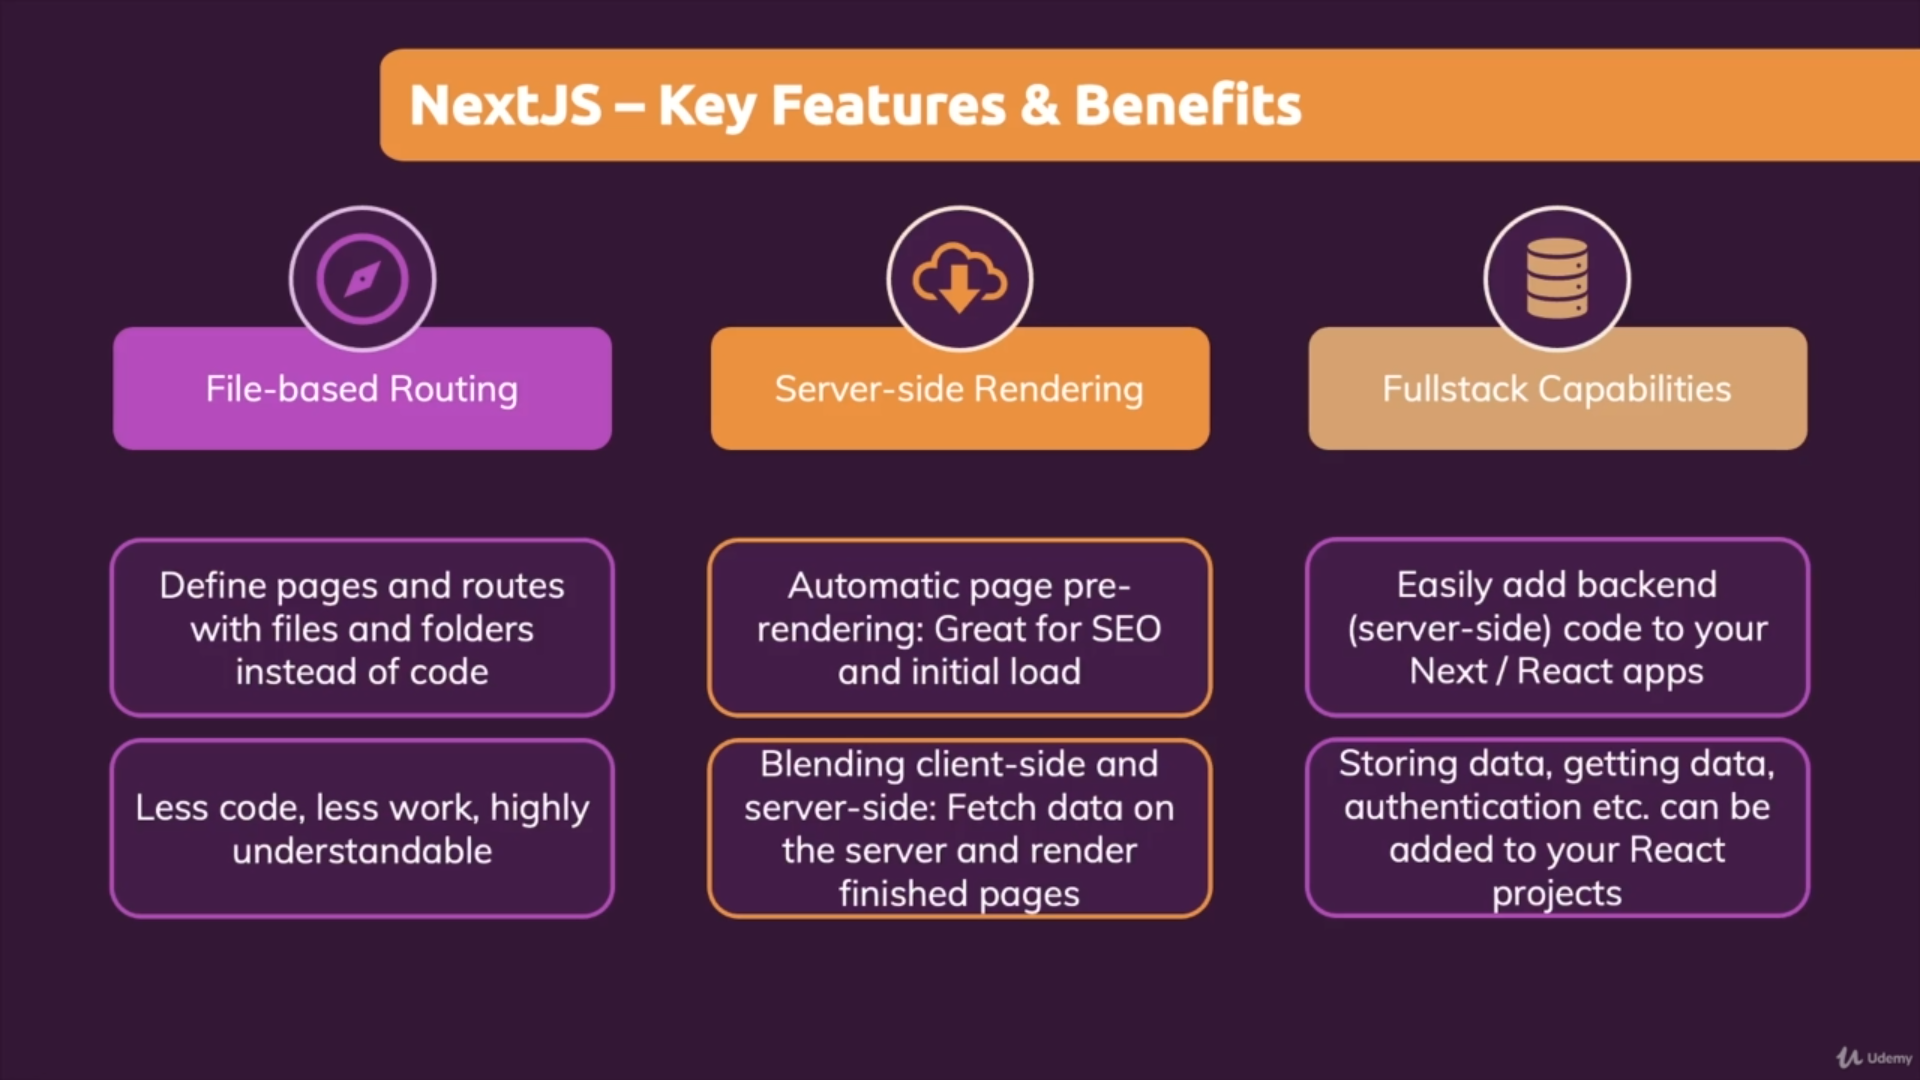 NextJS – Key Features & Benefits
File-based Routing
Define pages and routes
with files and folders
instead of code
Less code, less work, highly
understandable
Server-side Rendering
Automatic page pre-
rendering: Great for SEO
and initial load
Blending client-side and
server-side: Fetch data on
the server and render
finished pages
Fullstack Capabilities
Easily add backend
(server-side) code to your
Next / React apps
Storing data, getting data,
authentication etc. can be
added to your React
projects
Udemy